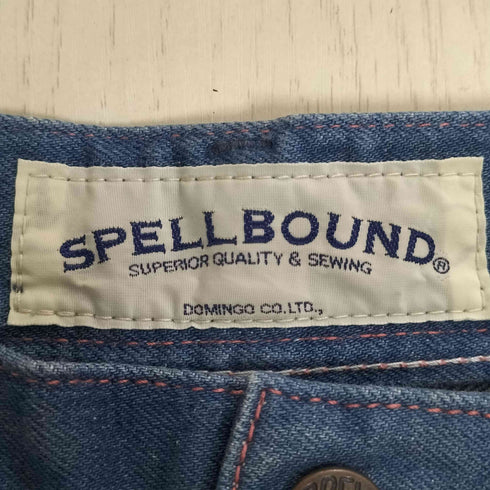 SPELLBOUND®
SUPERIOR QUALITY & SEWING
DOMINGO CO.LTD.,